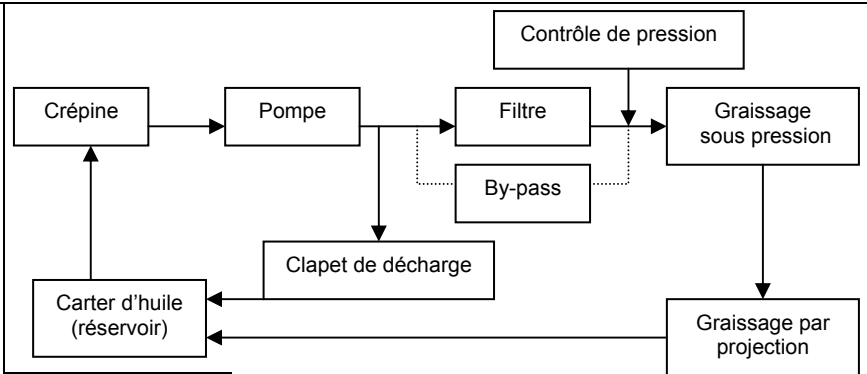 Contrôle de pression
Crépine
Pompe
Filtre
Graissage
sous pression
By-pass
Clapet de décharge
Carter d’huile
(réservoir)
Graissage par
projection